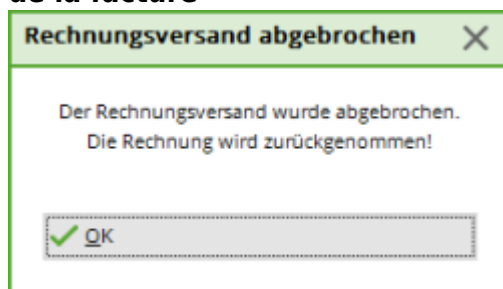 de la facture
Rechnungsversand abgebrochen
Der Rechnungsversand wurde abgebrochen.
Die Rechnung wird zurückgenommen!
OK